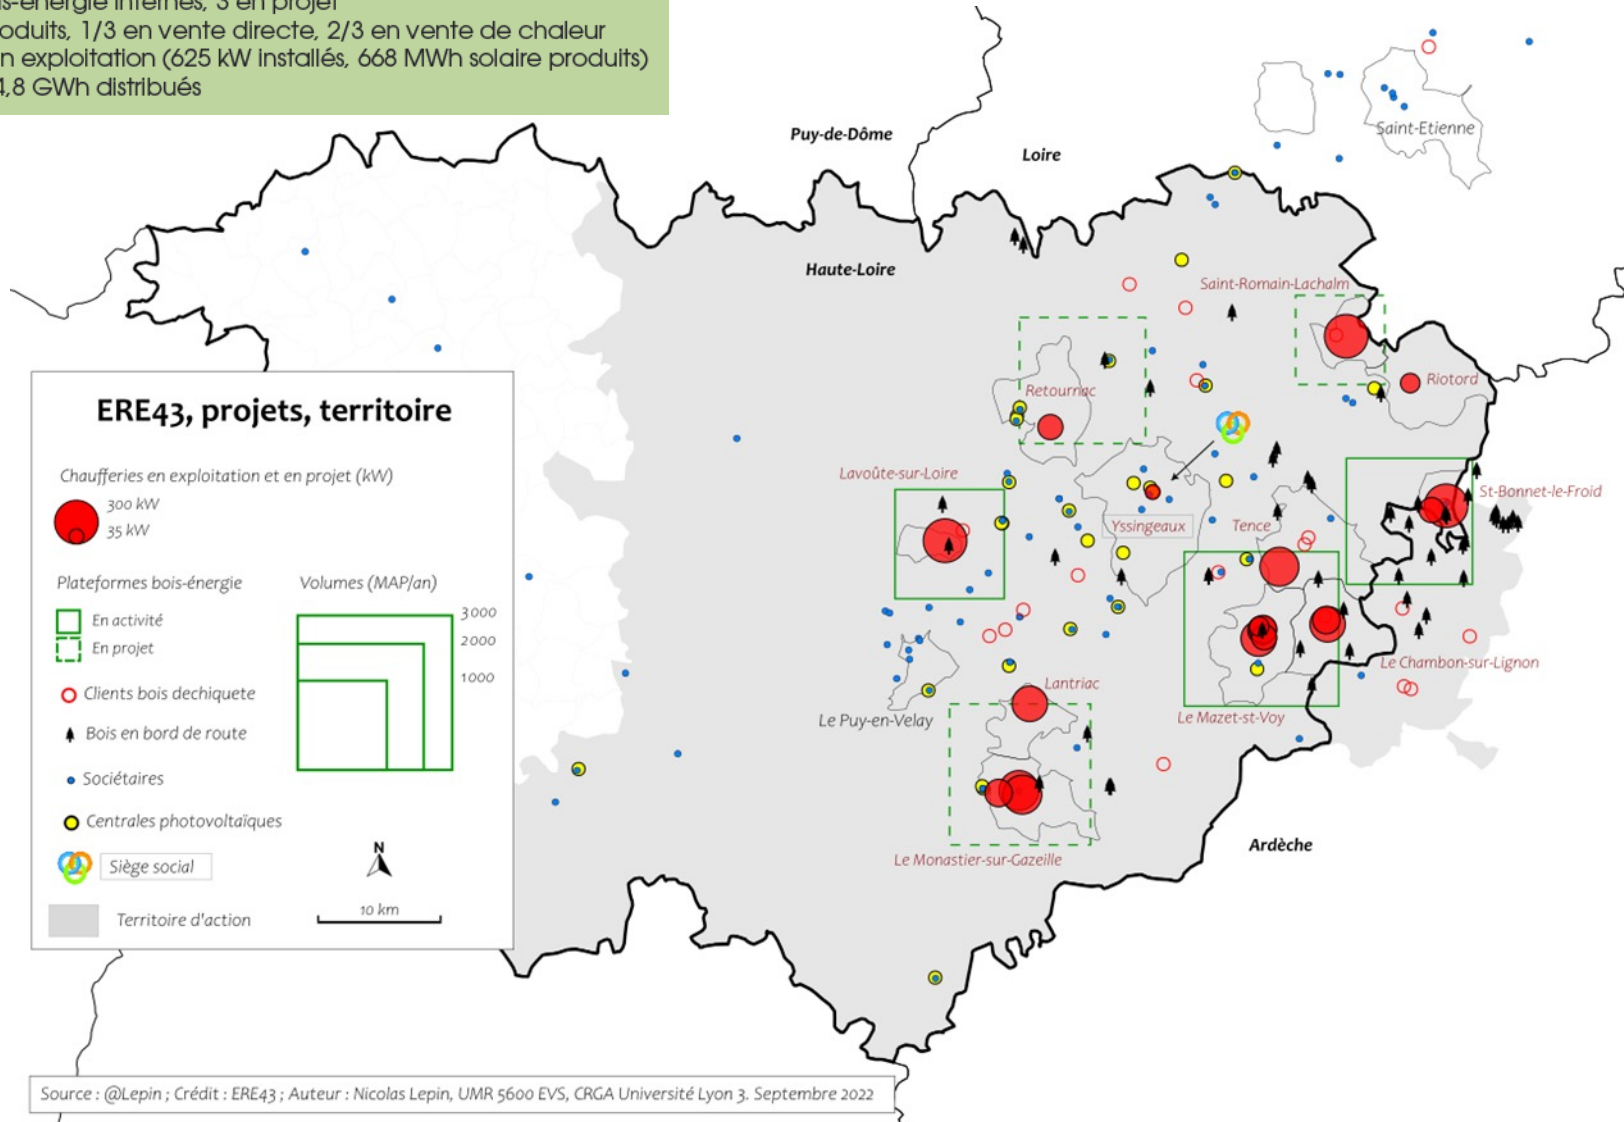 énergie internes, 3 en projet
oduits, 1/3 en vente directe, 2/3 en vente de chaleur
n exploitation (625 kW installés, 668 MWh solaire produits)
4,8 GWh distribués
Puy-de-Dôme
Loire
Saint-Etienne
Haute-Loire
Saint-Romain-Lachalm
Retournac
Riotord
Lavoûte-sur-Loire
St-Bonnet-le-Froid
Yssingeaux
Tence
Le Chambon-sur-Lignon
Lantriac
Le Puy-en-Velay
Le Mazet-st-Voy
Ardèche
Le Monastier-sur-Gazeille
ERE43, projets, territoire
Chaufferies en exploitation et en projet (kW)
300 kW
35 kW
Plateformes bois-énergie
En activité
En projet
Volumes (MAP/an)
3000
2000
1000
Clients bois dechiquete
Bois en bord de route
Sociétaires
Centrales photovoltaïques
Siège social
Territoire d'action
N
10 km
Source : @Lepin ; Crédit : ERE43 ; Auteur : Nicolas Lepin, UMR 5600 EVS, CRGA Université Lyon 3. Septembre 2022